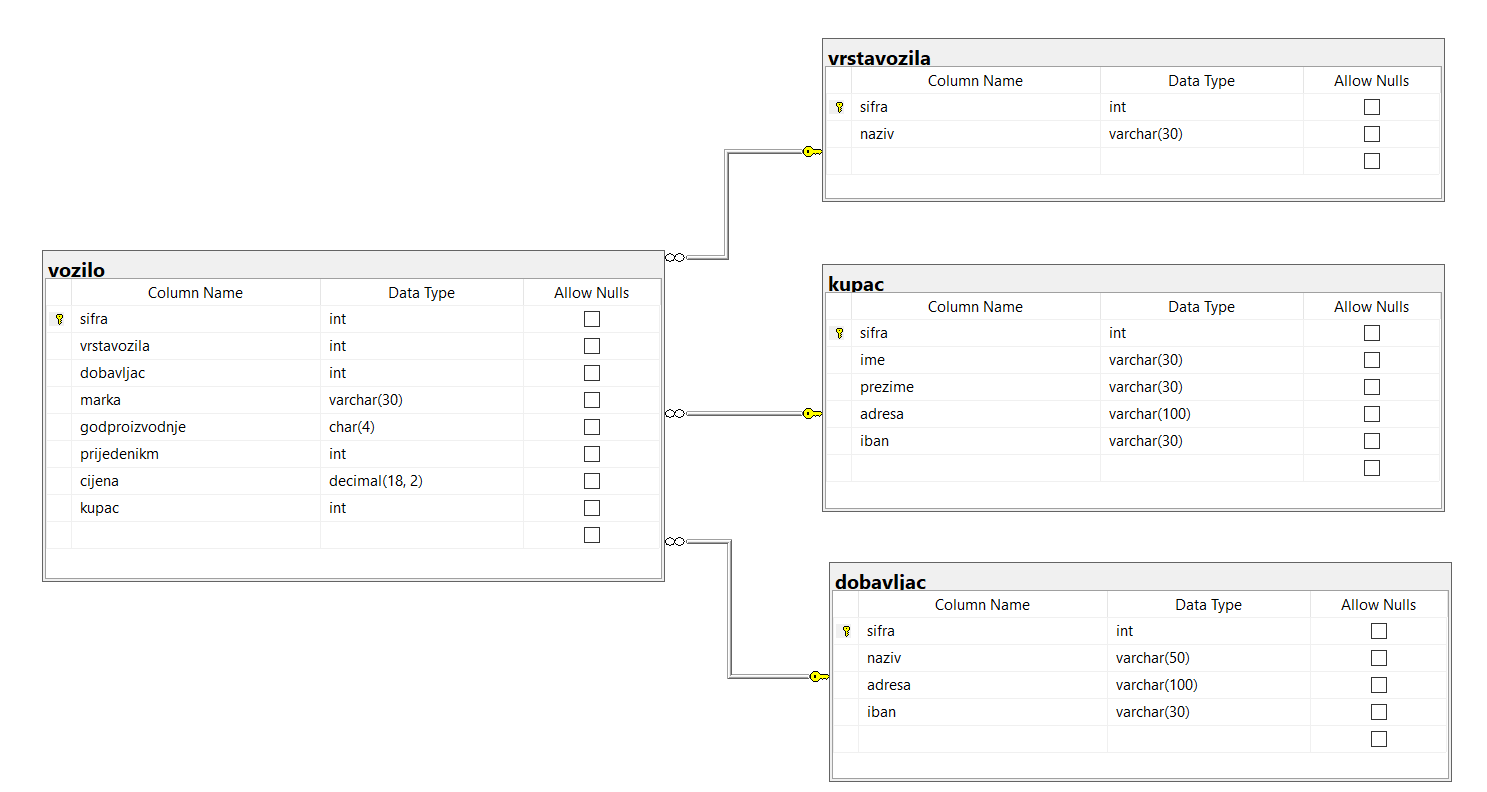 vrstavozila
Column Name Data Type Allow Nulls
sifra int
naziv varchar(30)
vozilo
Column Name Data Type Allow Nulls
sifra int
vrstavozila int
dobavljac int
marka varchar(30)
godproizvodnje char(4)
prijedenikm int
cijena decimal(18, 2)
kupac int
kupac
Column Name Data Type Allow Nulls
sifra int
ime varchar(30)
prezime varchar(30)
adresa varchar(100)
iban varchar(30)
dobavljac
Column Name Data Type Allow Nulls
sifra int
naziv varchar(50)
adresa varchar(100)
iban varchar(30)